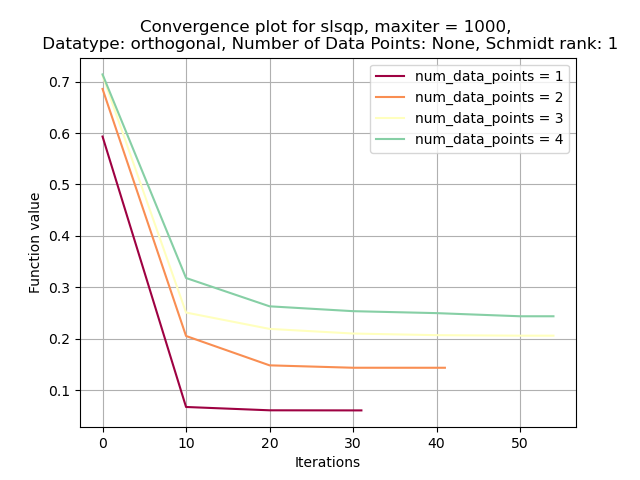 Convergence plot for slsqp, maxiter = 1000,
Datatype: orthogonal, Number of Data Points: None, Schmidt rank: 1
num_data_points = 1
num_data_points = 2
num_data_points = 3
num_data_points = 4
Function value
0.7
0.6
0.5
0.4
0.3
0.2
0.1
0 10 20 30 40 50
Iterations